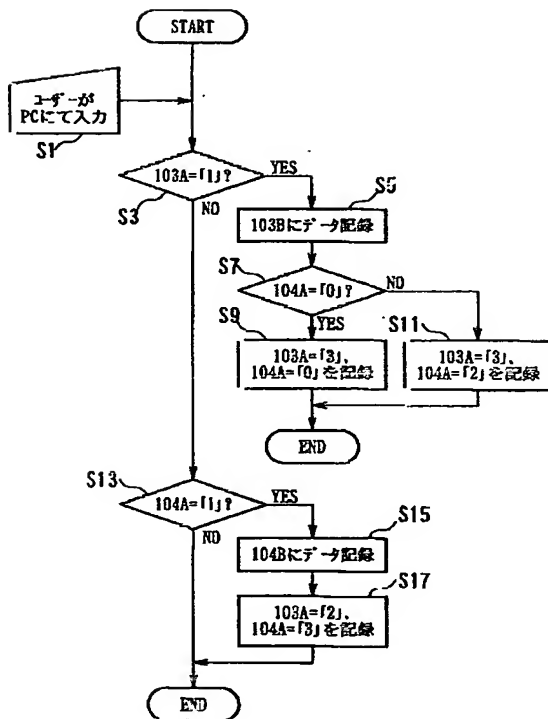 START
ユーザーが
PCにて入力
S1
103A=「1」?
YES
S3
NO
S5
103Bにデータ記録
S7
104A=「0」?
NO
YES
S9
103A=「3」,
104A=「0」を記録
S11
103A=「3」,
104A=「2」を記録
END
S13
104A=「1」?
YES
NO
S15
104Bにデータ記録
S17
103A=「2」,
104A=「3」を記録
END